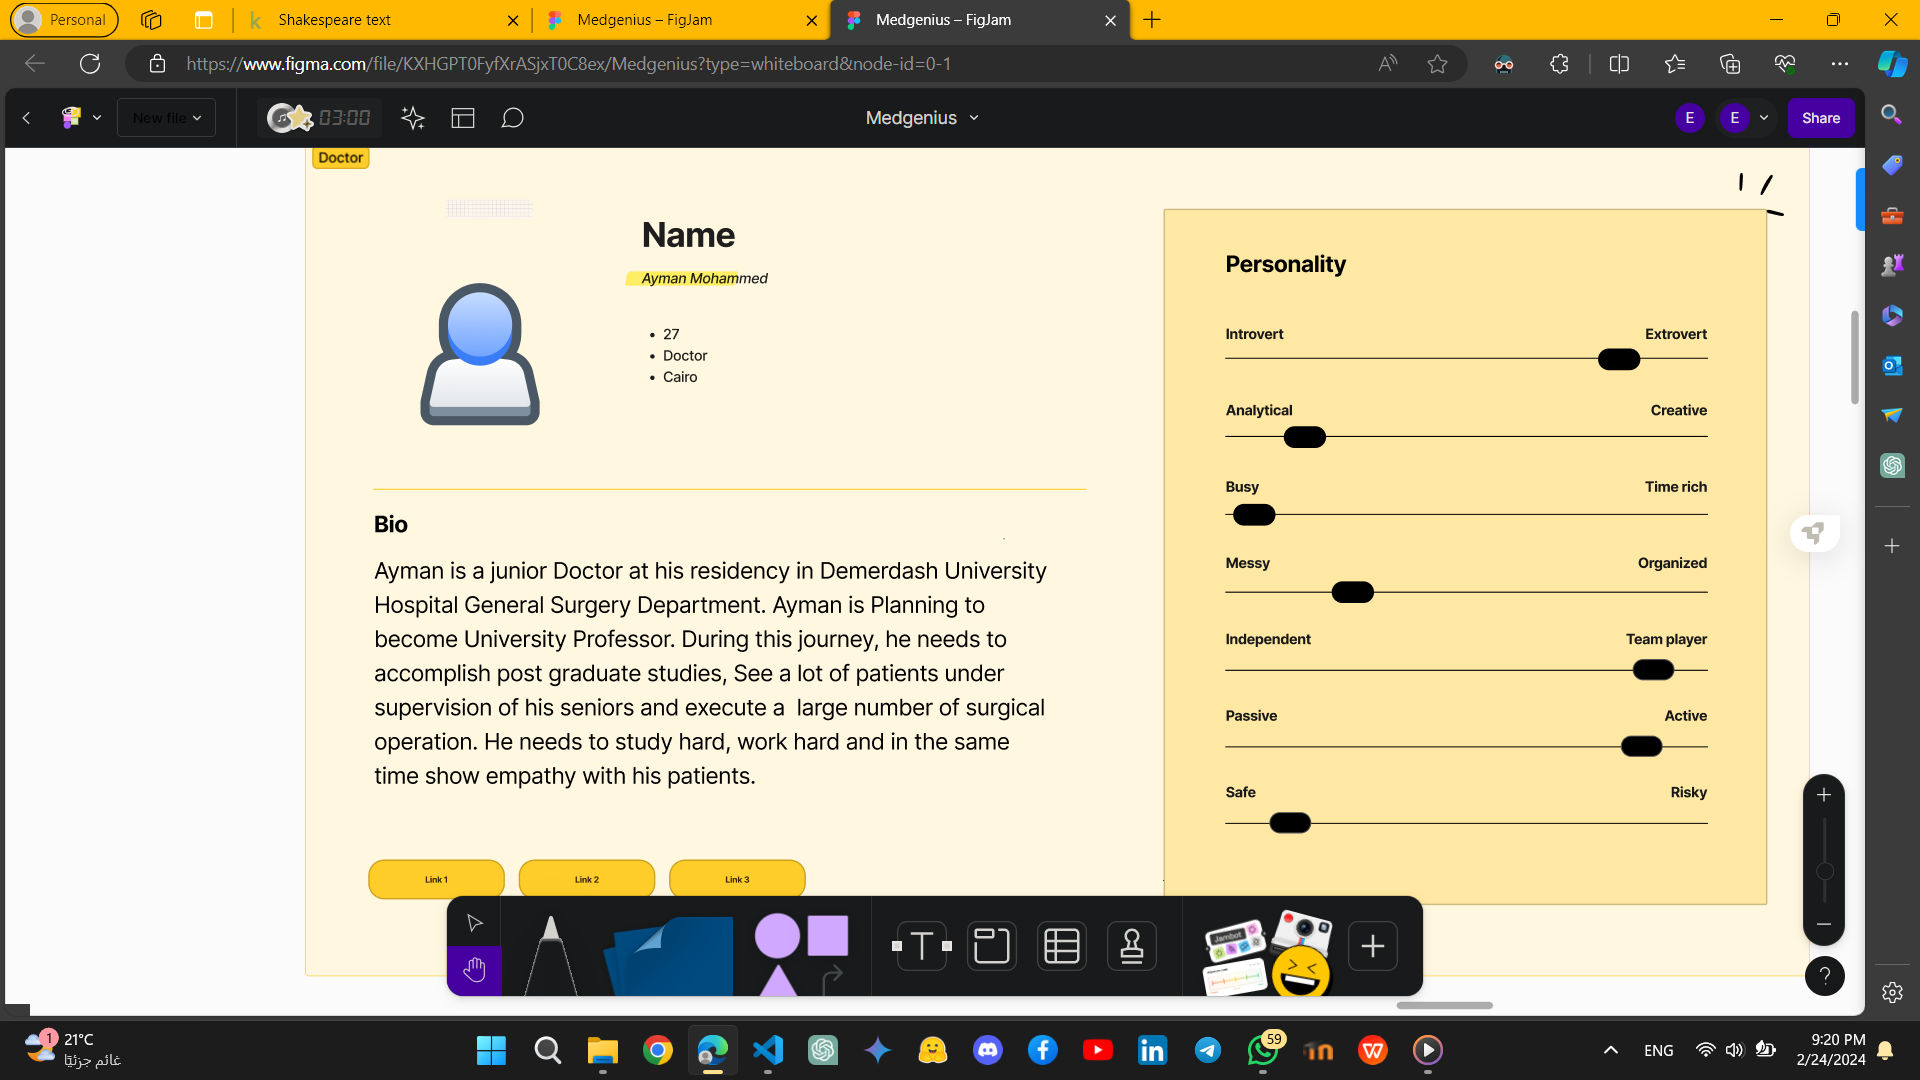 Personal
Shakespeare text
Medgenius – FigJam
Medgenius – FigJam
https://www.figma.com/file/KXHGPT0FyfXrASjxT0C8ex/Medgenius?type=whiteboard&node-id=0-1
New file
03:00
Medgenius
E
E
Share
Doctor
Name
Ayman Mohammed
• 27
• Doctor
• Cairo
Bio
Ayman is a junior Doctor at his residency in Demerdash University
Hospital General Surgery Department. Ayman is Planning to
become University Professor. During this journey, he needs to
accomplish post graduate studies, See a lot of patients under
supervision of his seniors and execute a  large number of surgical
operation. He needs to study hard, work hard and in the same
time show empathy with his patients.
Link 1
Link 2
Link 3
Personality
Introvert
Extrovert
Analytical
Creative
Busy
Time rich
Messy
Organized
Independent
Team player
Passive
Active
Safe
Risky
Jambot
1
21°C
غائم جزئيًا
59
ENG
9:20 PM
2/24/2024